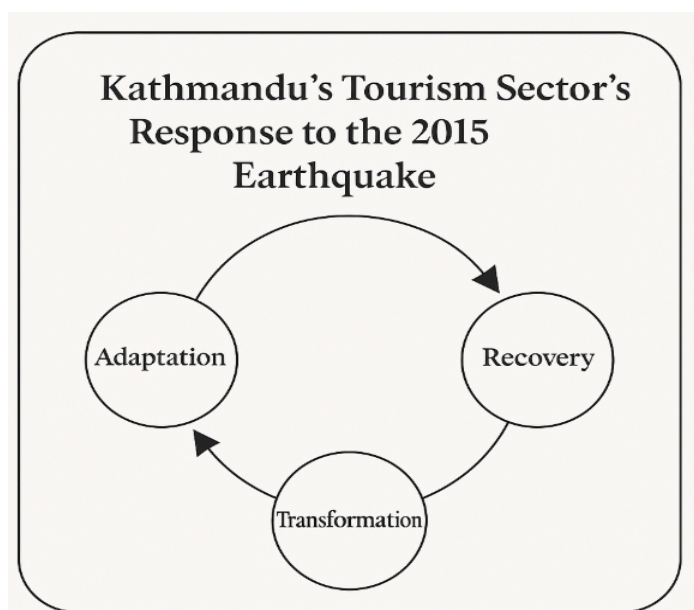 Kathmandu’s Tourism Sector’s
Response to the 2015
Earthquake
Adaptation
Recovery
Transformation